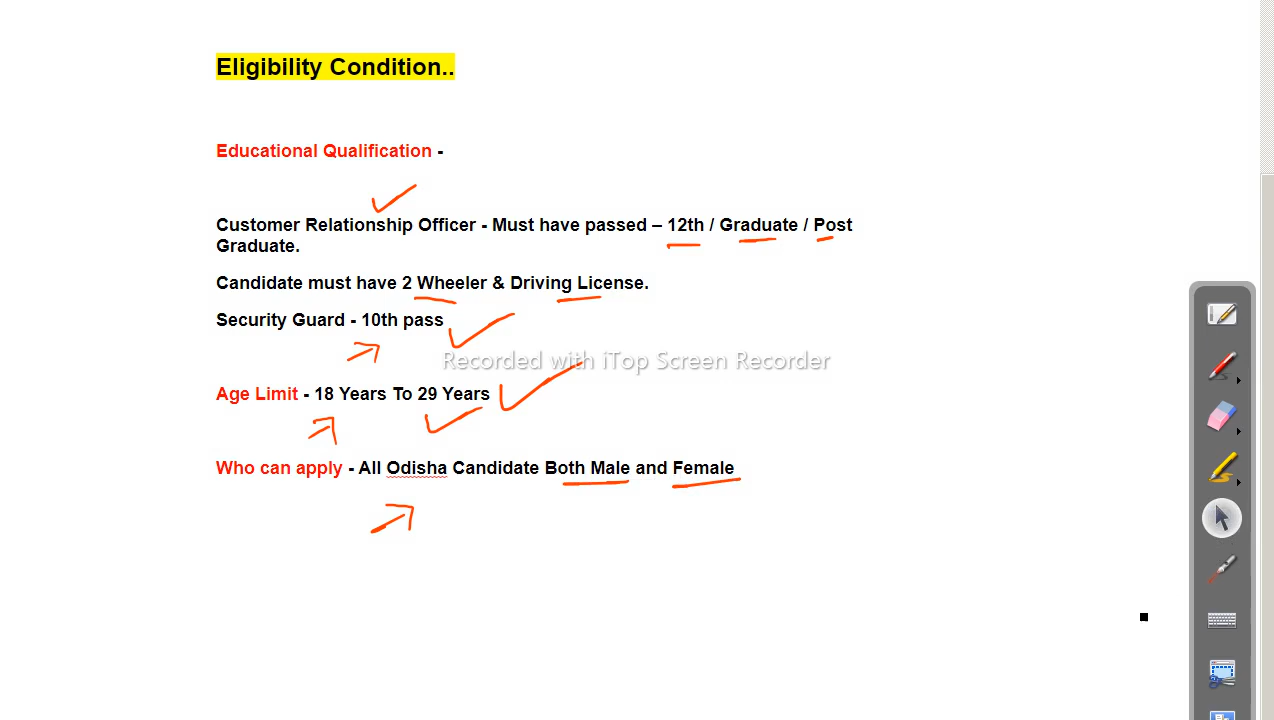 Eligibility Condition..
Educational Qualification -
Customer Relationship Officer - Must have passed – 12th / Graduate / Post
Graduate.
Candidate must have 2 Wheeler & Driving License.
Security Guard - 10th pass
Recorded with iTop Screen Recorder
Age Limit - 18 Years To 29 Years
Who can apply - All Odisha Candidate Both Male and Female